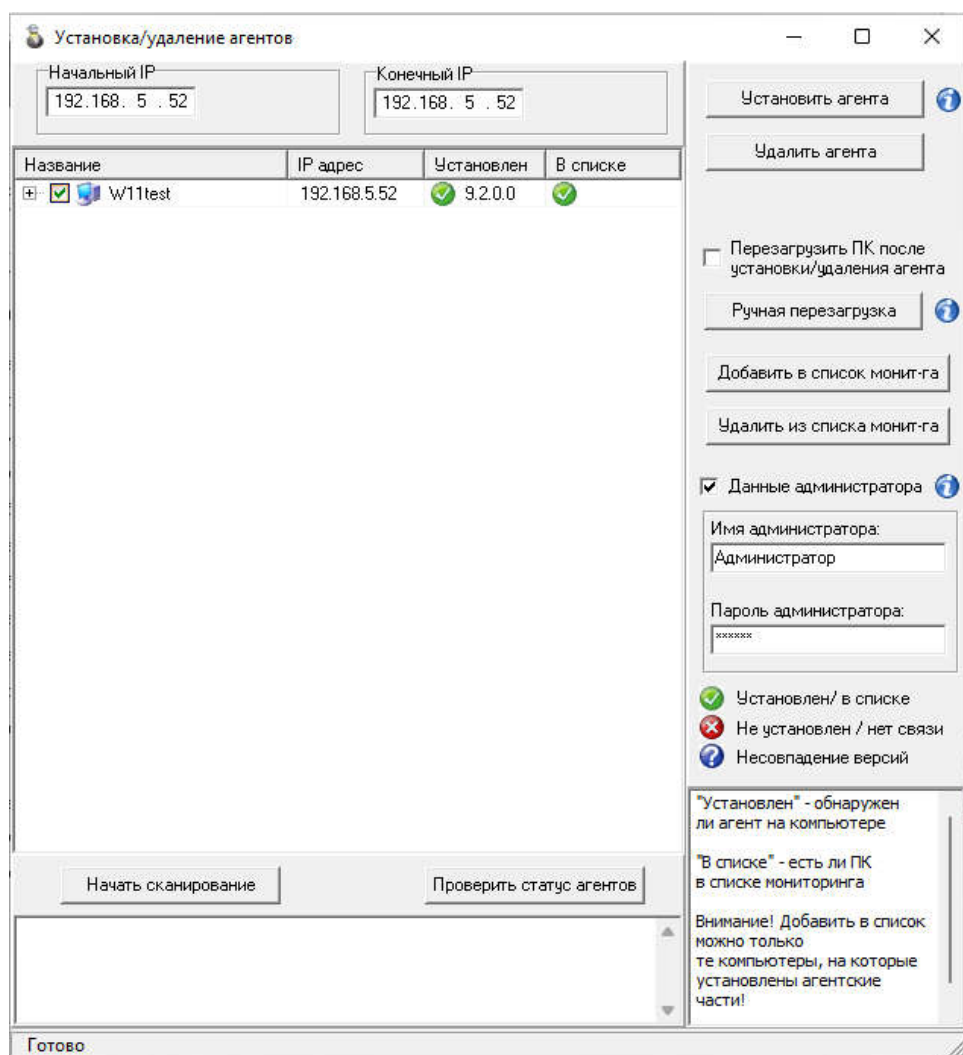 Установка/удаление агентов
Начальный IP
Конечный IP
192.168. 5 . 52
192.168. 5 . 52
Установить агента
Удалить агента
Название
IP адрес
Установлен
В списке
W11test
192.168.5.52
9.2.0.0
Перезагрузить ПК после
установки/удаления агента
Ручная перезагрузка
Добавить в список монит-га
Удалить из списка монит-га
Данные администратора
Имя администратора:
Администратор
Пароль администратора:
××××××
Установлен/ в списке
Не установлен / нет связи
Несовпадение версий
"Установлен" - обнаружен
ли агент на компьютере
"В списке" - есть ли ПК
в списке мониторинга
Внимание! Добавить в список
можно только
те компьютеры, на которые
установлены агентские
части!
Начать сканирование
Проверить статус агентов
Готово